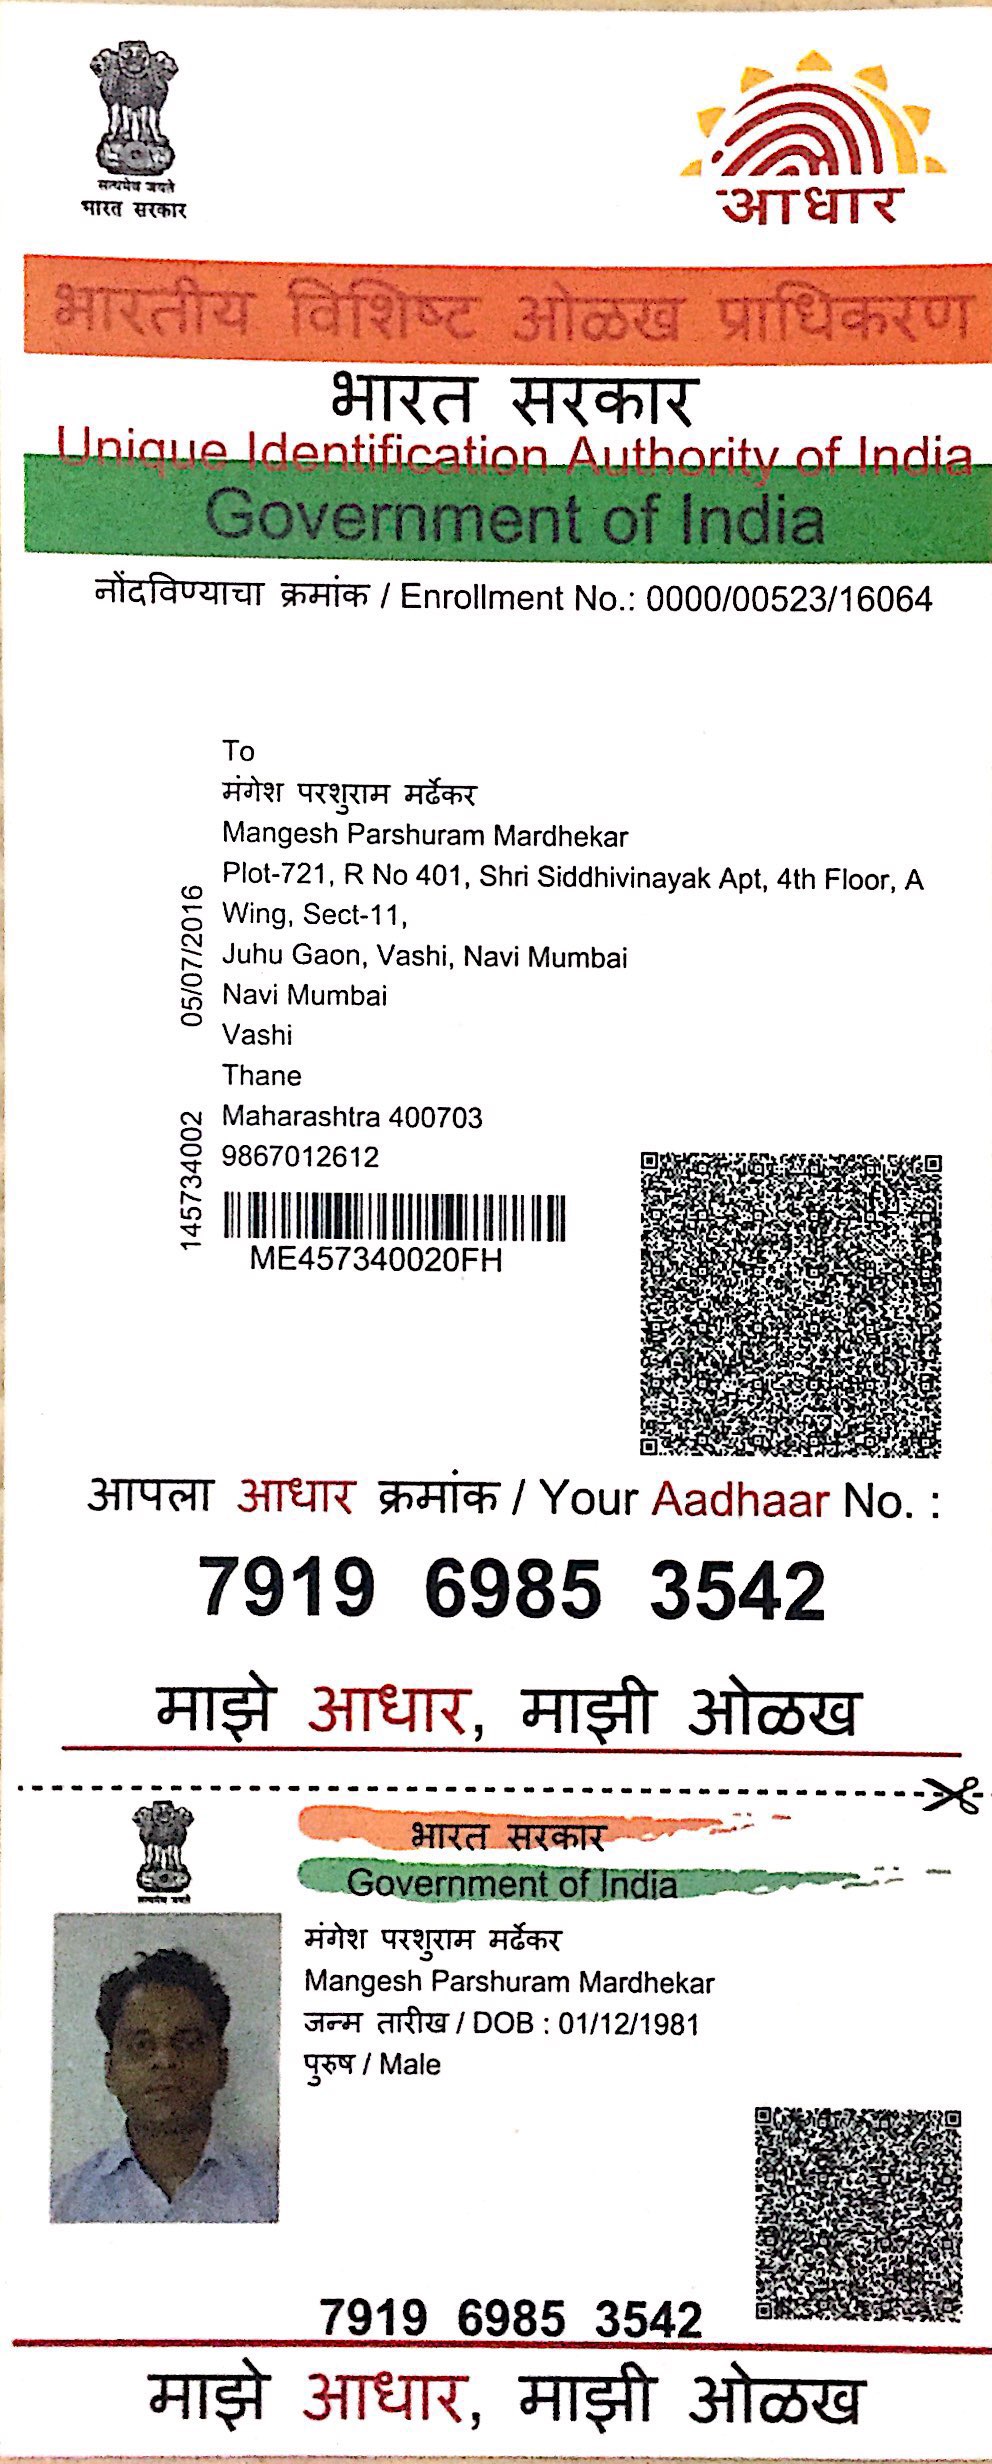 सत्यमेव जयते
भारत सरकार
आधार
भारतीय विशिष्ट ओळख प्राधिकरण
भारत सरकार
Unique Identification Authority of India
Government of India
नोंदविण्याचा क्रमांक / Enrollment No.: 0000/00523/16064
To
मंगेश परशुराम मर्ढेकर
Mangesh Parshuram Mardhekar
Plot-721, R No 401, Shri Siddhivinayak Apt, 4th Floor, A
Wing, Sect-11,
Juhu Gaon, Vashi, Navi Mumbai
Navi Mumbai
Vashi
Thane
Maharashtra 400703
9867012612
05/07/2016
145734002
ME457340020FH
आपला आधार क्रमांक / Your Aadhaar No. :
7919 6985 3542
माझे आधार, माझी ओळख
सत्यमेव जयते
भारत सरकार
Government of India
मंगेश परशुराम मर्ढेकर
Mangesh Parshuram Mardhekar
जन्म तारीख / DOB : 01/12/1981
पुरुष / Male
7919 6985 3542
माझे आधार, माझी ओळख